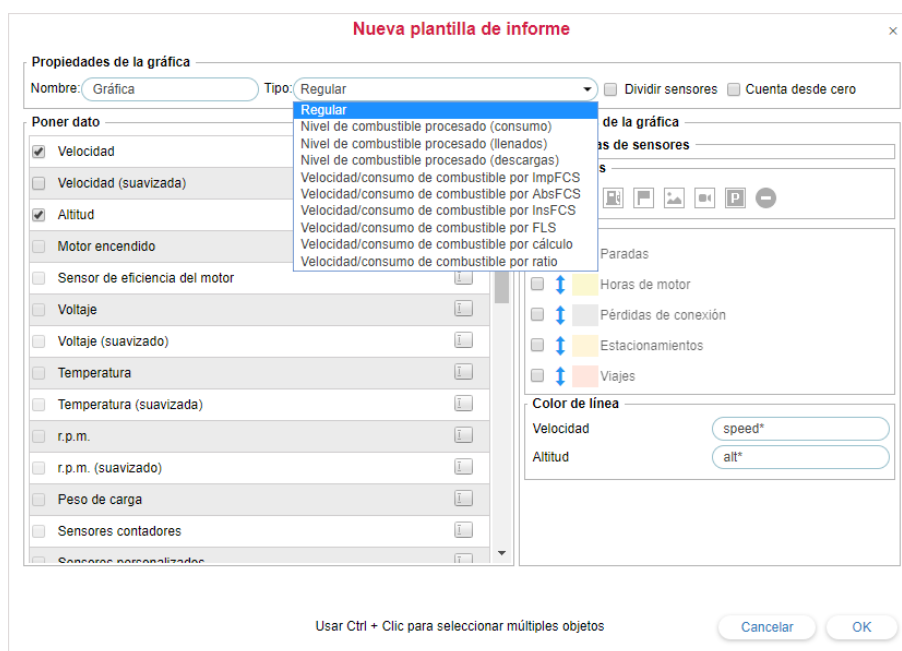 Nueva plantilla de informe
×
Propiedades de la gráfica
Nombre: Gráfica Tipo: Regular Dividir sensores Cuenta desde cero
Regular
Nivel de combustible procesado (consumo)
Nivel de combustible procesado (llenados)
Nivel de combustible procesado (descargas)
Velocidad/consumo de combustible por ImpFCS
Velocidad/consumo de combustible por AbsFCS
Velocidad/consumo de combustible por InsFCS
Velocidad/consumo de combustible por FLS
Velocidad/consumo de combustible por cálculo
Velocidad/consumo de combustible por ratio
Poner dato
Velocidad
Velocidad (suavizada)
Altitud
Motor encendido
Sensor de eficiencia del motor
Voltaje
Voltaje (suavizado)
Temperatura
Temperatura (suavizada)
r.p.m.
r.p.m. (suavizado)
Peso de carga
Sensores contadores
Sensores personalizados
de la gráfica
de sensores
P
Paradas
Horas de motor
Pérdidas de conexión
Estacionamientos
Viajes
Color de línea
Velocidad speed*
Altitud alt*
Usar Ctrl + Clic para seleccionar múltiples objetos
Cancelar OK